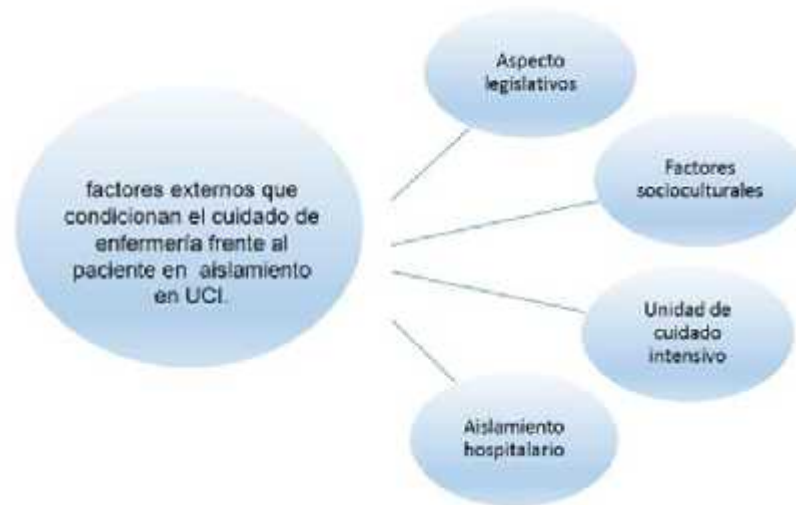 factores externos que
condicionan el cuidado de
enfermería frente al
paciente en aislamiento
en UCI.
Aspecto
legislativos
Factores
socioculturales
Unidad de
cuidado
intensivo
Aislamiento
hospitalario